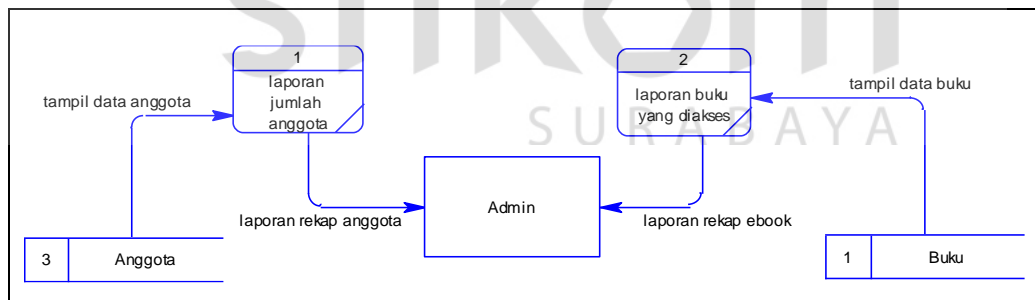 stikom
SURABAYA
1
laporan
jumlah
anggota
2
laporan buku
yang diakses
tampil data anggota
tampil data buku
Admin
laporan rekap anggota
laporan rekap ebook
3 Anggota
1 Buku